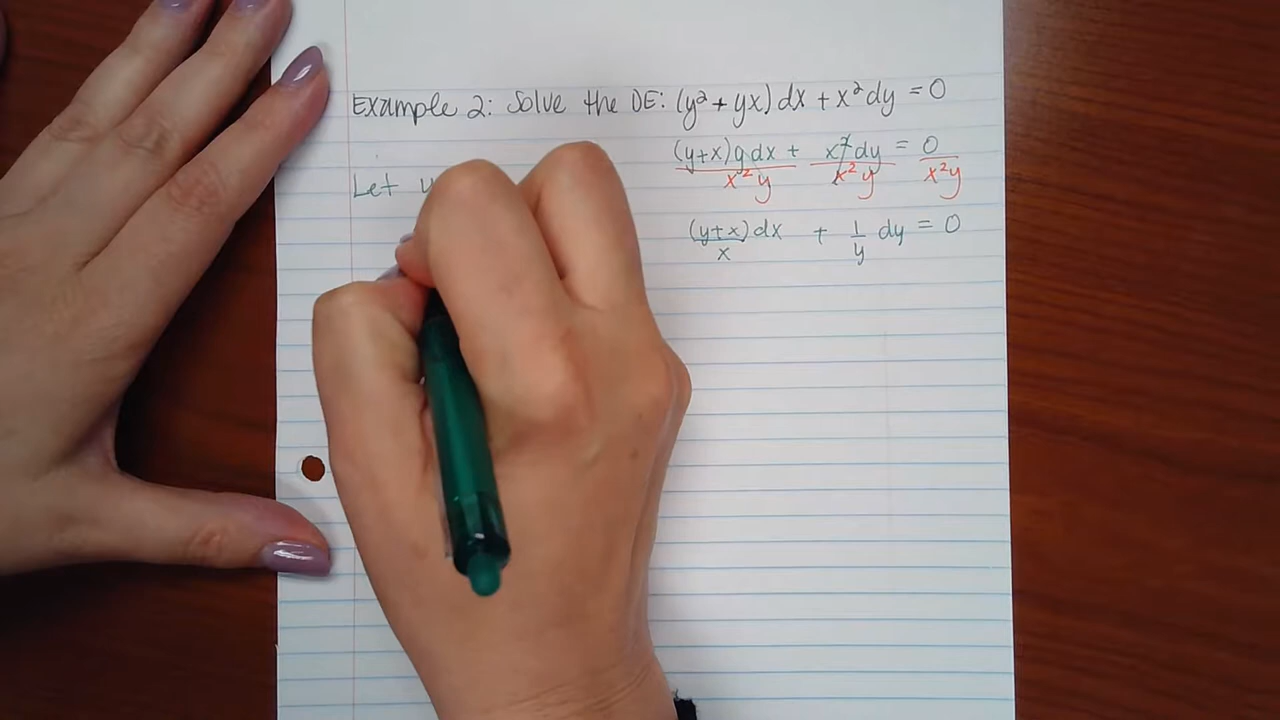 Example 2: Solve the DE: (y² + yx) dx + x² dy = 0
(y+x) y dx / x²y + x² dy / x²y = 0 / x²y
Let
(y+x) / x dx + 1/y dy = 0